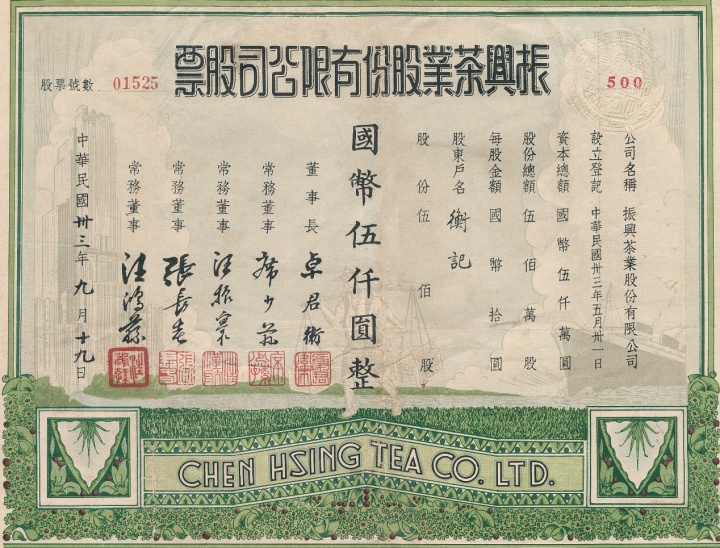 振興茶業股份有限公司股票
500
股票號數 01525
公司名稱 振興茶業股份有限公司
設立登記 中華民國卅三年五月卅一日
資本總額 國幣伍仟萬圓
股份總額 伍佰萬股
每股金額 國幣拾圓
股東戶名 衡記
股份伍佰股
國幣伍仟圓整
董事長 卓君衛
常務董事
常務董事 汪振寰
常務董事 張長春
常務董事 汪鴻藻
中華民國卅三年九月十九日
CHEN HSING TEA CO. LTD.